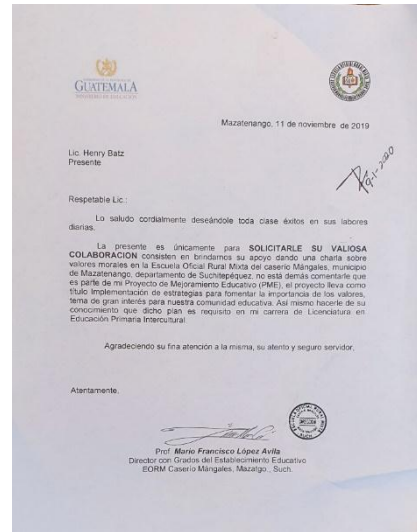 GUATEMALA
MINISTERIO DE EDUCACIÓN
Mazatenango, 11 de noviembre de 2019
Lic. Henry Batz
Presente
9-1-2020
Respetable Lic.:
Lo saludo cordialmente deseándole toda clase éxitos en sus labores
diarias.
La presente es únicamente para SOLICITARLE SU VALIOSA
COLABORACION consisten en brindarnos su apoyo dando una charla sobre
valores morales en la Escuela Oficial Rural Mixta del caserío Mángales, municipio
de Mazatenango, departamento de Suchitepéquez, no está demás comentarle que
es parte de mi Proyecto de Mejoramiento Educativo (PME), el proyecto lleva como
título Implementación de estrategias para fomentar la importancia de los valores,
tema de gran interés para nuestra comunidad educativa. Así mismo hacerle de su
conocimiento que dicho plan es requisito en mi carrera de Licenciatura en
Educación Primaria Intercultural.
Agradeciendo su fina atención a la misma, su atento y seguro servidor,
Atentamente,
Prof. Mario Francisco López Avila
Director con Grados del Establecimiento Educativo
EORM Caserío Mángales, Mazatgo., Such.